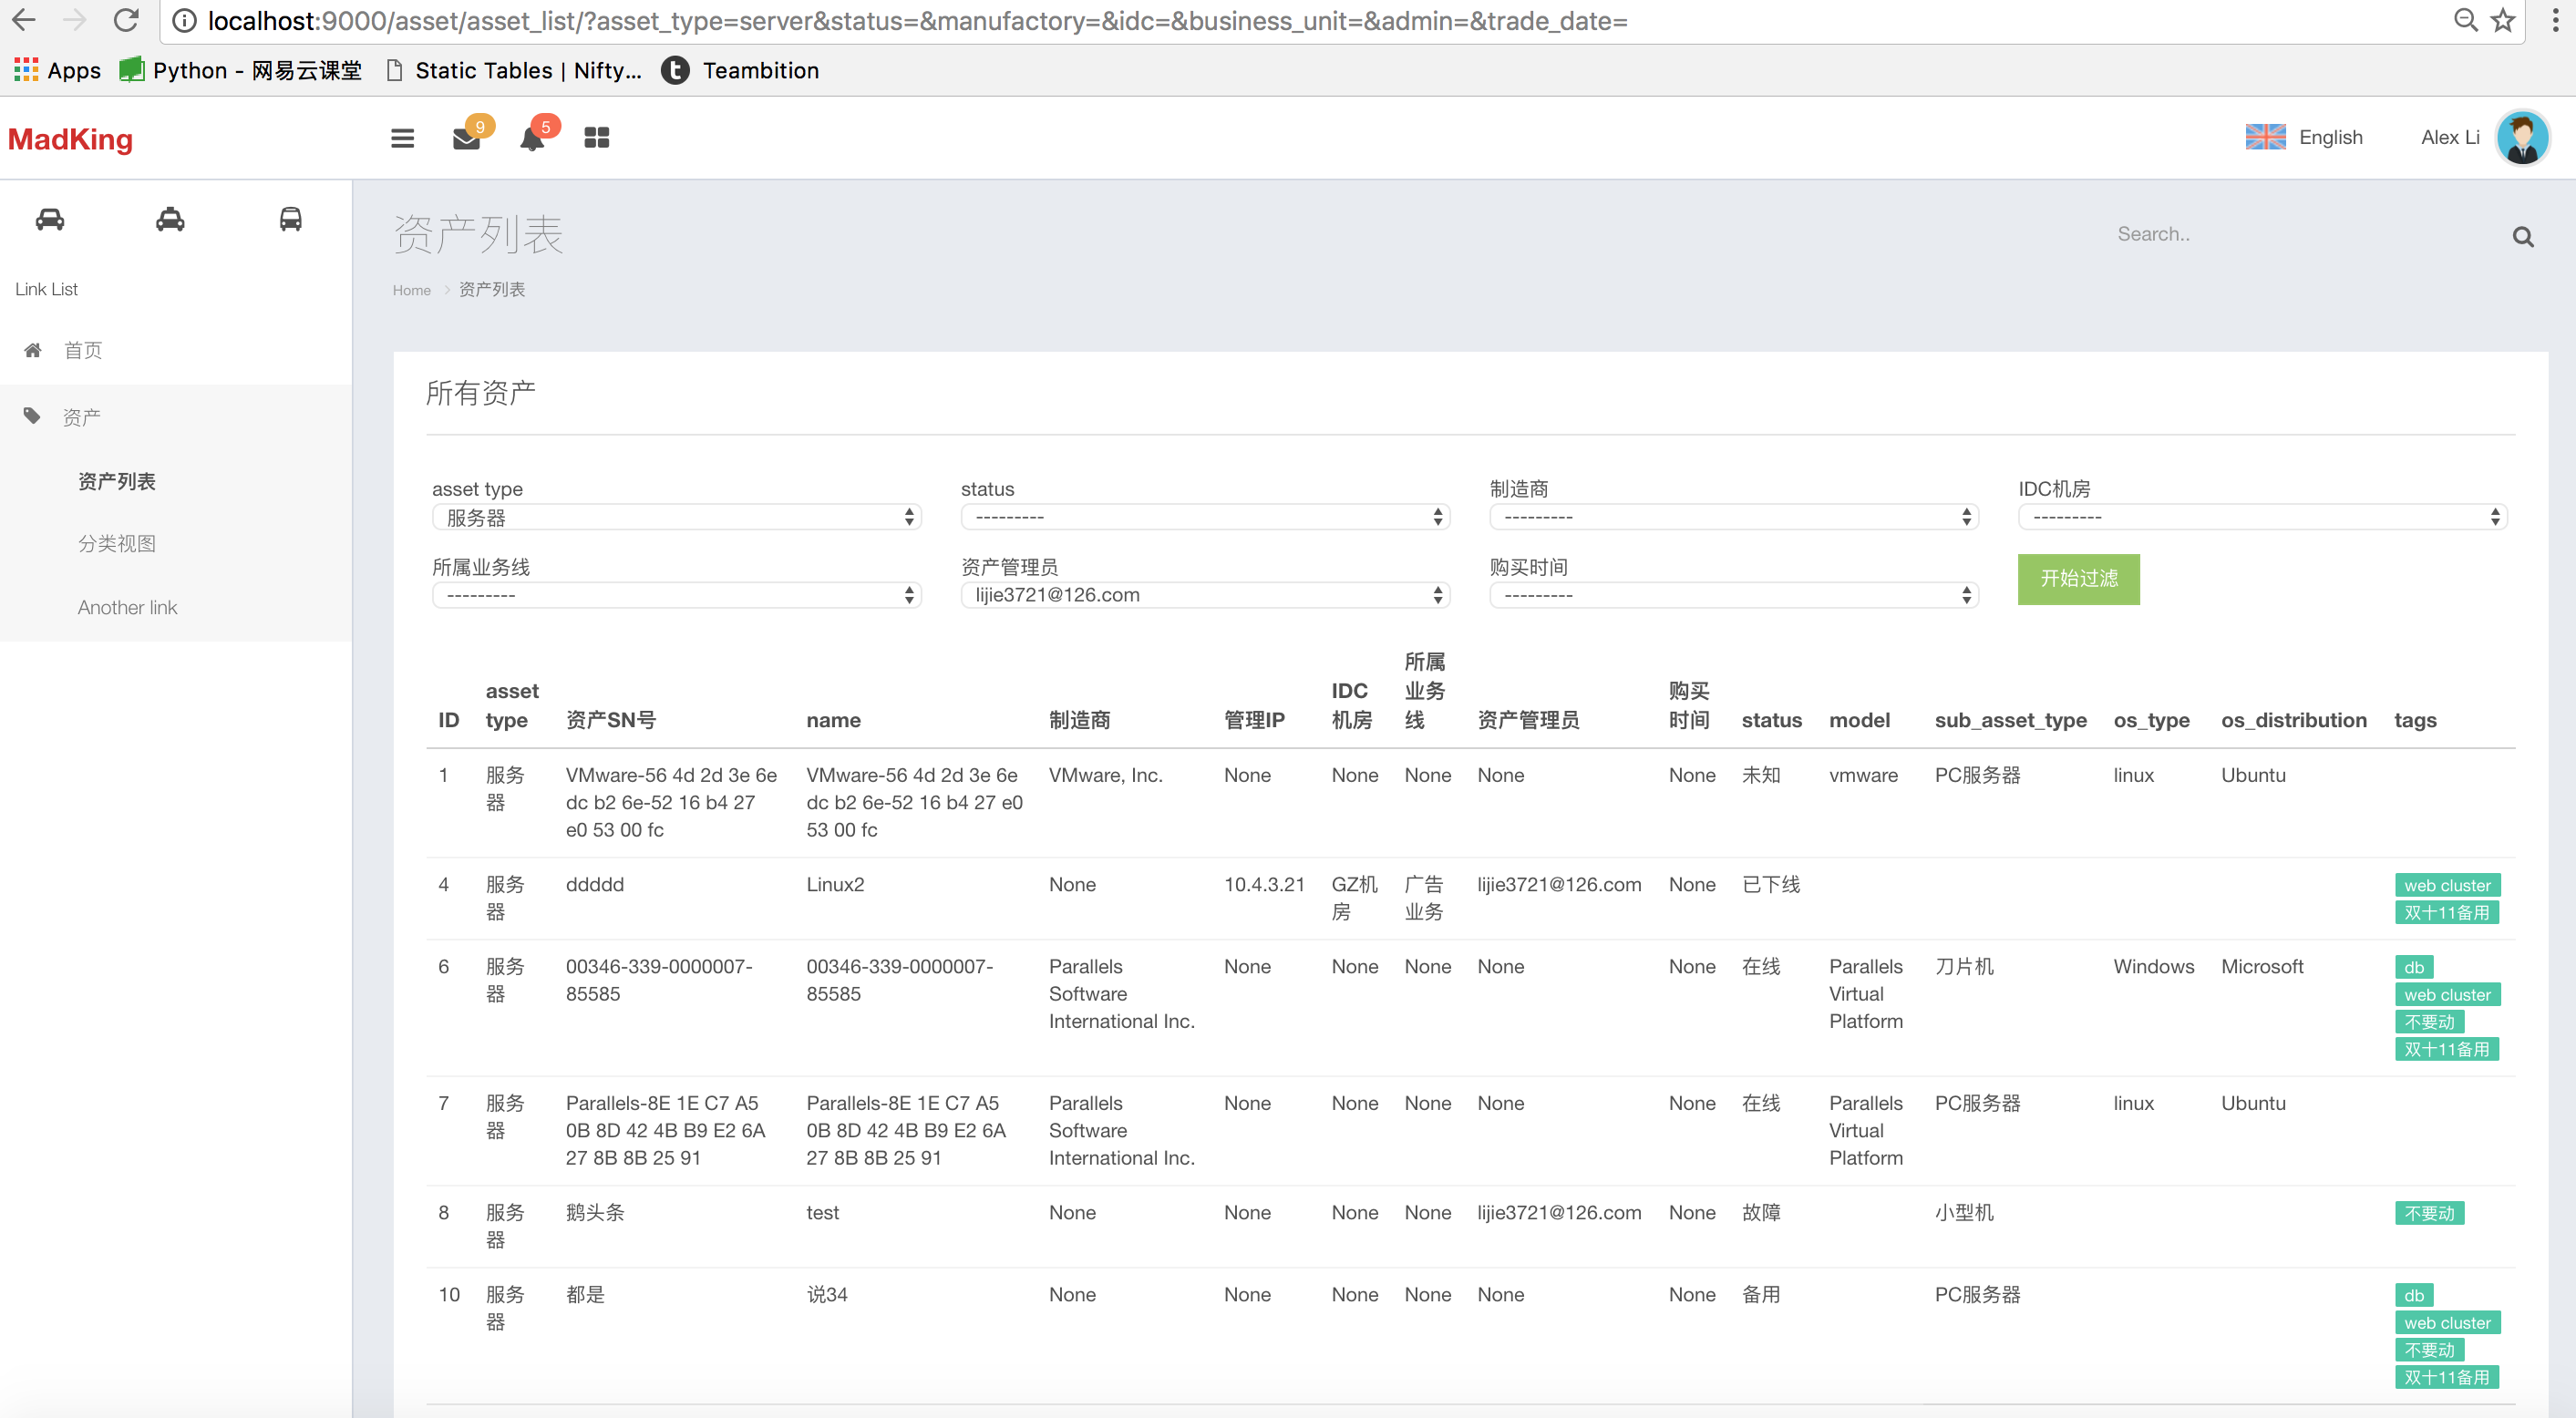 localhost:9000/asset/asset_list/?asset_type=server&status=&manufactory=&idc=&business_unit=&admin=&trade_date=
Apps Python - 网易云课堂 Static Tables | Nifty... t Teambition
MadKing 9 5 English Alex Li
资产列表
Search..
Home 资产列表
Link List
首页
资产
资产列表
分类视图
Another link
所有资产
asset type status 制造商 IDC机房
服务器 --------- --------- ---------
所属业务线 资产管理员 购买时间
--------- lijie3721@126.com --------- 开始过滤
ID asset type 资产SN号 name 制造商 管理IP IDC机房 所属业务线 资产管理员 购买时间 status model sub_asset_type os_type os_distribution tags
1 服务 VMware-56 4d 2d 3e 6e VMware-56 4d 2d 3e 6e VMware, Inc. None None None None None 未知 vmware PC服务器 linux Ubuntu
器 dc b2 6e-52 16 b4 27 dc b2 6e-52 16 b4 27 e0
e0 53 00 fc 53 00 fc
4 服务 ddddd Linux2 None 10.4.3.21 GZ机 广告 lijie3721@126.com None 已下线 web cluster
器 房 业务 双十11备用
6 服务 00346-339-0000007- 00346-339-0000007- Parallels None None None None None 在线 Parallels 刀片机 Windows Microsoft db
器 85585 85585 Software Virtual web cluster
International Inc. Platform 不要动
双十11备用
7 服务 Parallels-8E 1E C7 A5 Parallels-8E 1E C7 A5 Parallels None None None None None 在线 Parallels PC服务器 linux Ubuntu
器 0B 8D 42 4B B9 E2 6A 0B 8D 42 4B B9 E2 6A Software Virtual
27 8B 8B 25 91 27 8B 8B 25 91 International Inc. Platform
8 服务 鹅头条 test None None None None lijie3721@126.com None 故障 小型机 不要动
器
10 服务 都是 说34 None None None None None None 备用 PC服务器 db
器 web cluster
不要动
双十11备用